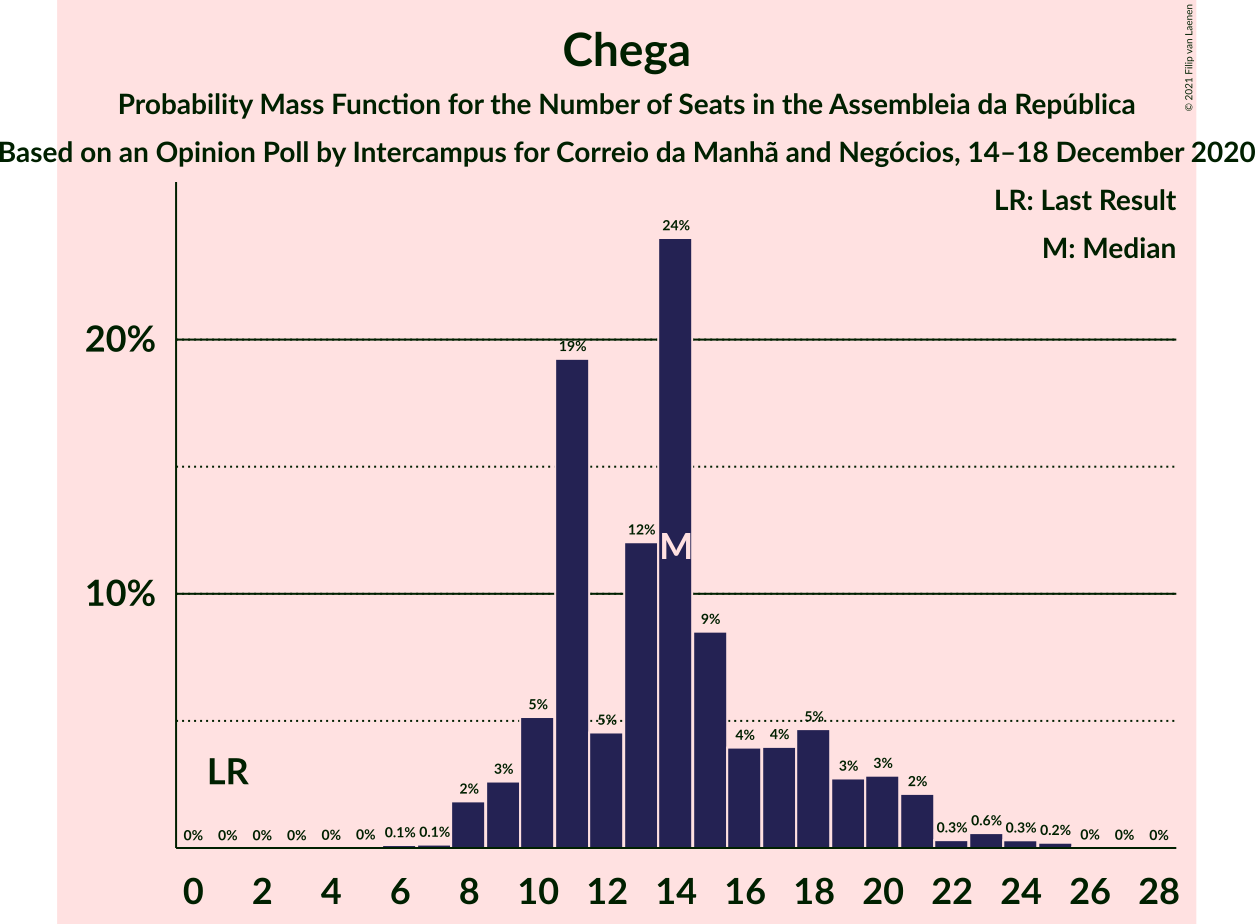 Chega
Probability Mass Function for the Number of Seats in the Assembleia da República
Based on an Opinion Poll by Intercampus for Correio da Manhã and Negócios, 14–18 December 2020
© 2021 Filip van Laenen
LR: Last Result
M: Median
20%
10%
LR
M
0% 0% 0% 0% 0% 0% 0.1% 0.1% 2% 3% 5% 19% 5% 12% 24% 9% 4% 4% 5% 3% 3% 2% 0.3% 0.6% 0.3% 0.2% 0% 0% 0%
0 2 4 6 8 10 12 14 16 18 20 22 24 26 28